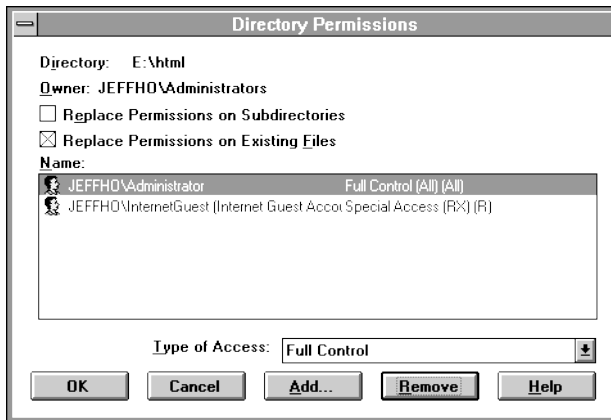 Directory Permissions
Directory: E:\html
Owner: JEFFHO\Administrators
Replace Permissions on Subdirectories
Replace Permissions on Existing Files
Name:
JEFFHO\Administrator Full Control (All) (All)
JEFFHO\InternetGuest (Internet Guest Accou Special Access (RX) (R)
Type of Access: Full Control
OK Cancel Add... Remove Help